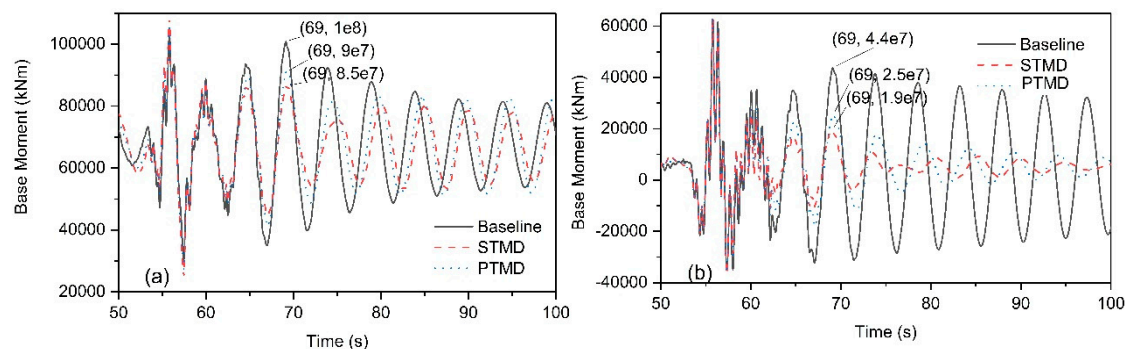 100000
80000
60000
40000
20000
Base Moment (kNm)
(69, 1e8)
(69, 9e7)
(69, 8.5e7)
Baseline
STMD
PTMD
(a)
50 60 70 80 90 100
Time (s)
60000
40000
20000
0
-20000
-40000
Base Moment (kNm)
(69, 4.4e7)
(69, 2.5e7)
(69, 1.9e7)
Baseline
STMD
PTMD
(b)
50 60 70 80 90 100
Time (s)